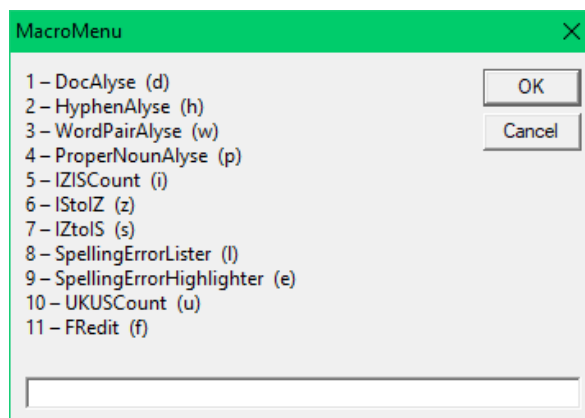 MacroMenu
1 – DocAlyse (d)
2 – HyphenAlyse (h)
3 – WordPairAlyse (w)
4 – ProperNounAlyse (p)
5 – IZISCount (i)
6 – IStoIZ (z)
7 – IZtoIS (s)
8 – SpellingErrorLister (l)
9 – SpellingErrorHighlighter (e)
10 – UKUSCount (u)
11 – FRedit (f)
OK
Cancel